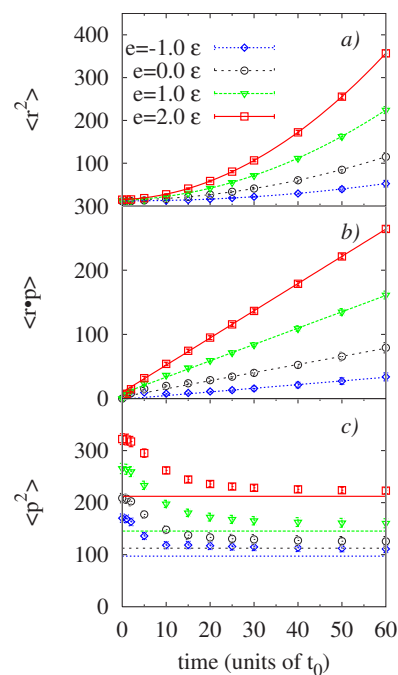 400
300
200
100
<r²>
a)
e=-1.0 ε
e=0.0 ε
e=1.0 ε
e=2.0 ε
300
200
100
0
<r•p>
b)
300
200
100
0
<p²>
c)
0 10 20 30 40 50 60
time (units of t₀)